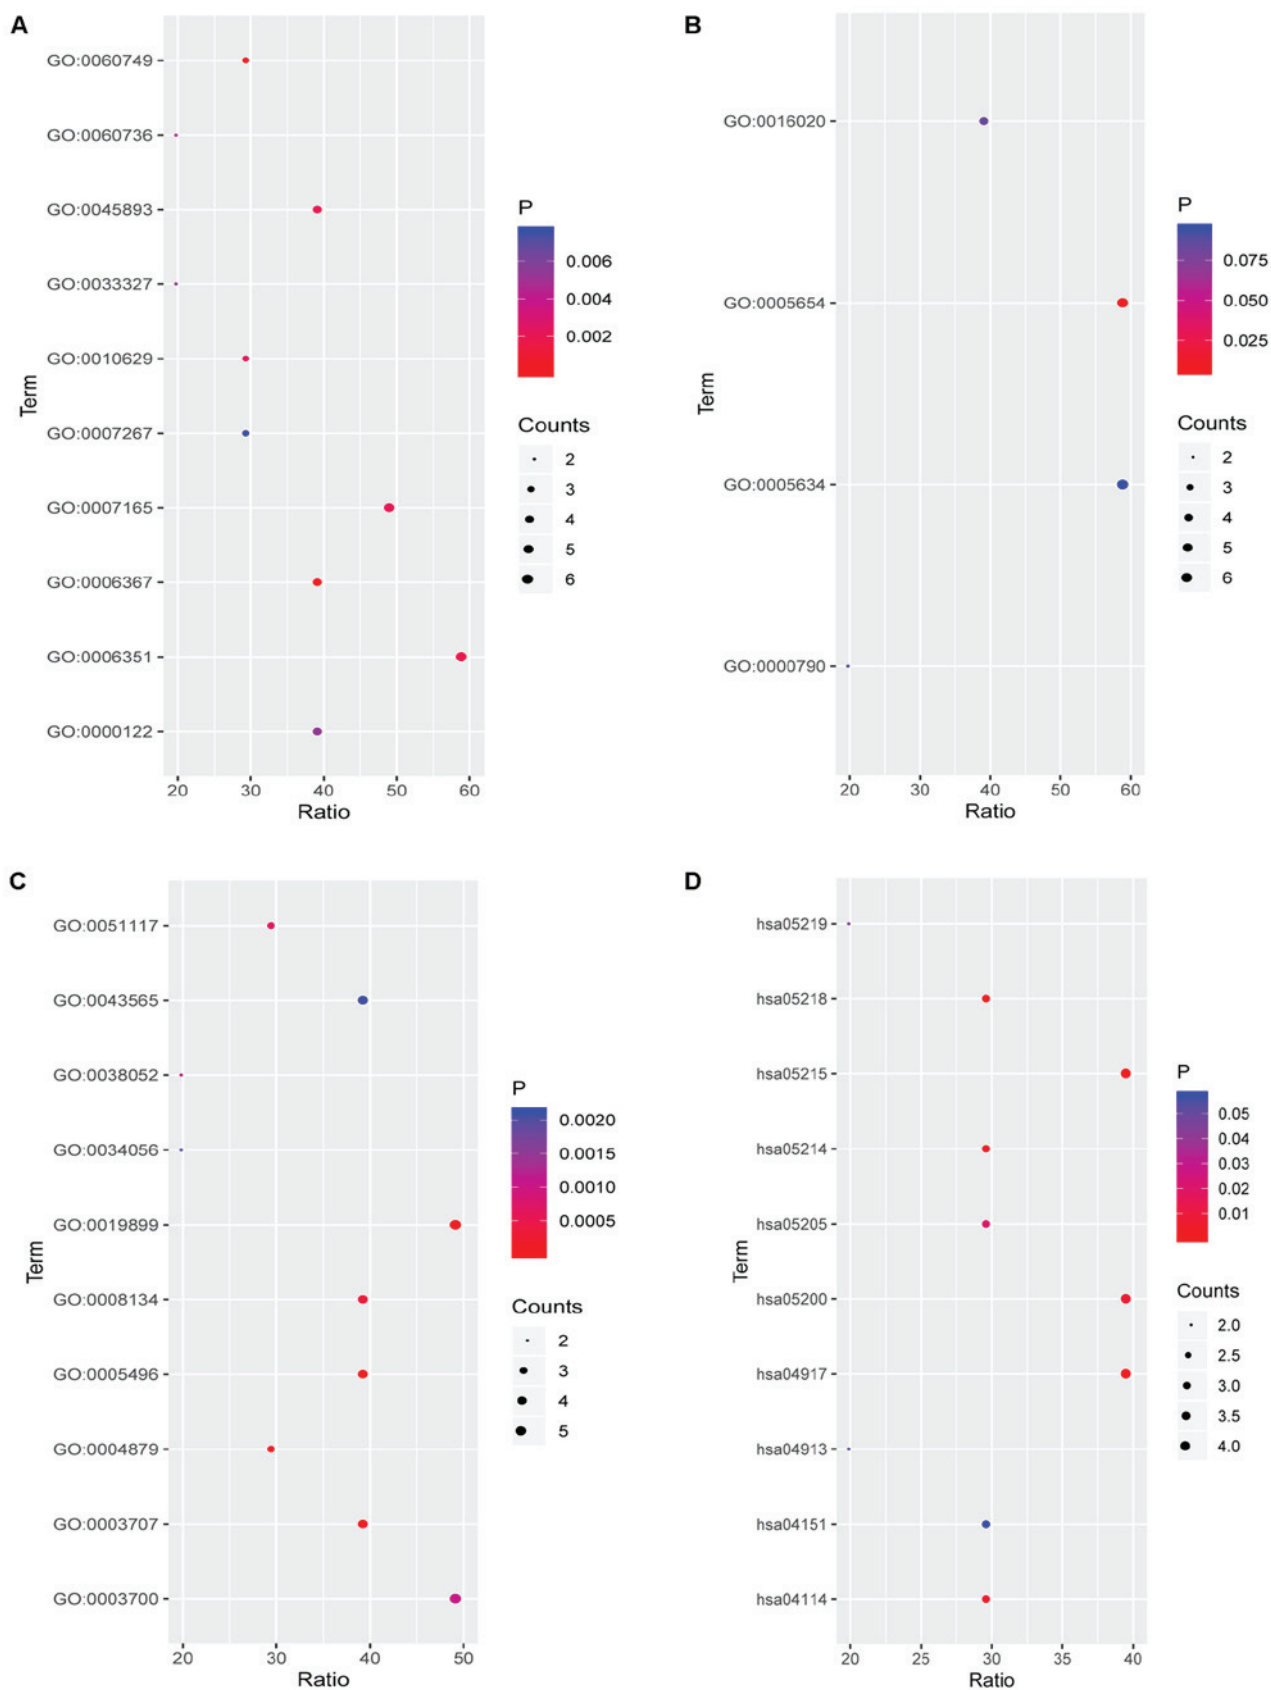 A
GO:0060749
GO:0060736
GO:0045893
GO:0033327
GO:0010629
GO:0007267
GO:0007165
GO:0006367
GO:0006351
GO:0000122
Term
20 30 40 50 60
Ratio
P
0.006
0.004
0.002
Counts
2
3
4
5
6
B
GO:0016020
GO:0005654
GO:0005634
GO:0000790
Term
20 30 40 50 60
Ratio
P
0.075
0.050
0.025
Counts
2
3
4
5
6
C
GO:0051117
GO:0043565
GO:0038052
GO:0034056
GO:0019899
GO:0008134
GO:0005496
GO:0004879
GO:0003707
GO:0003700
Term
20 30 40 50
Ratio
P
0.0020
0.0015
0.0010
0.0005
Counts
2
3
4
5
D
hsa05219
hsa05218
hsa05215
hsa05214
hsa05205
hsa05200
hsa04917
hsa04913
hsa04151
hsa04114
Term
20 25 30 35 40
Ratio
P
0.05
0.04
0.03
0.02
0.01
Counts
2.0
2.5
3.0
3.5
4.0